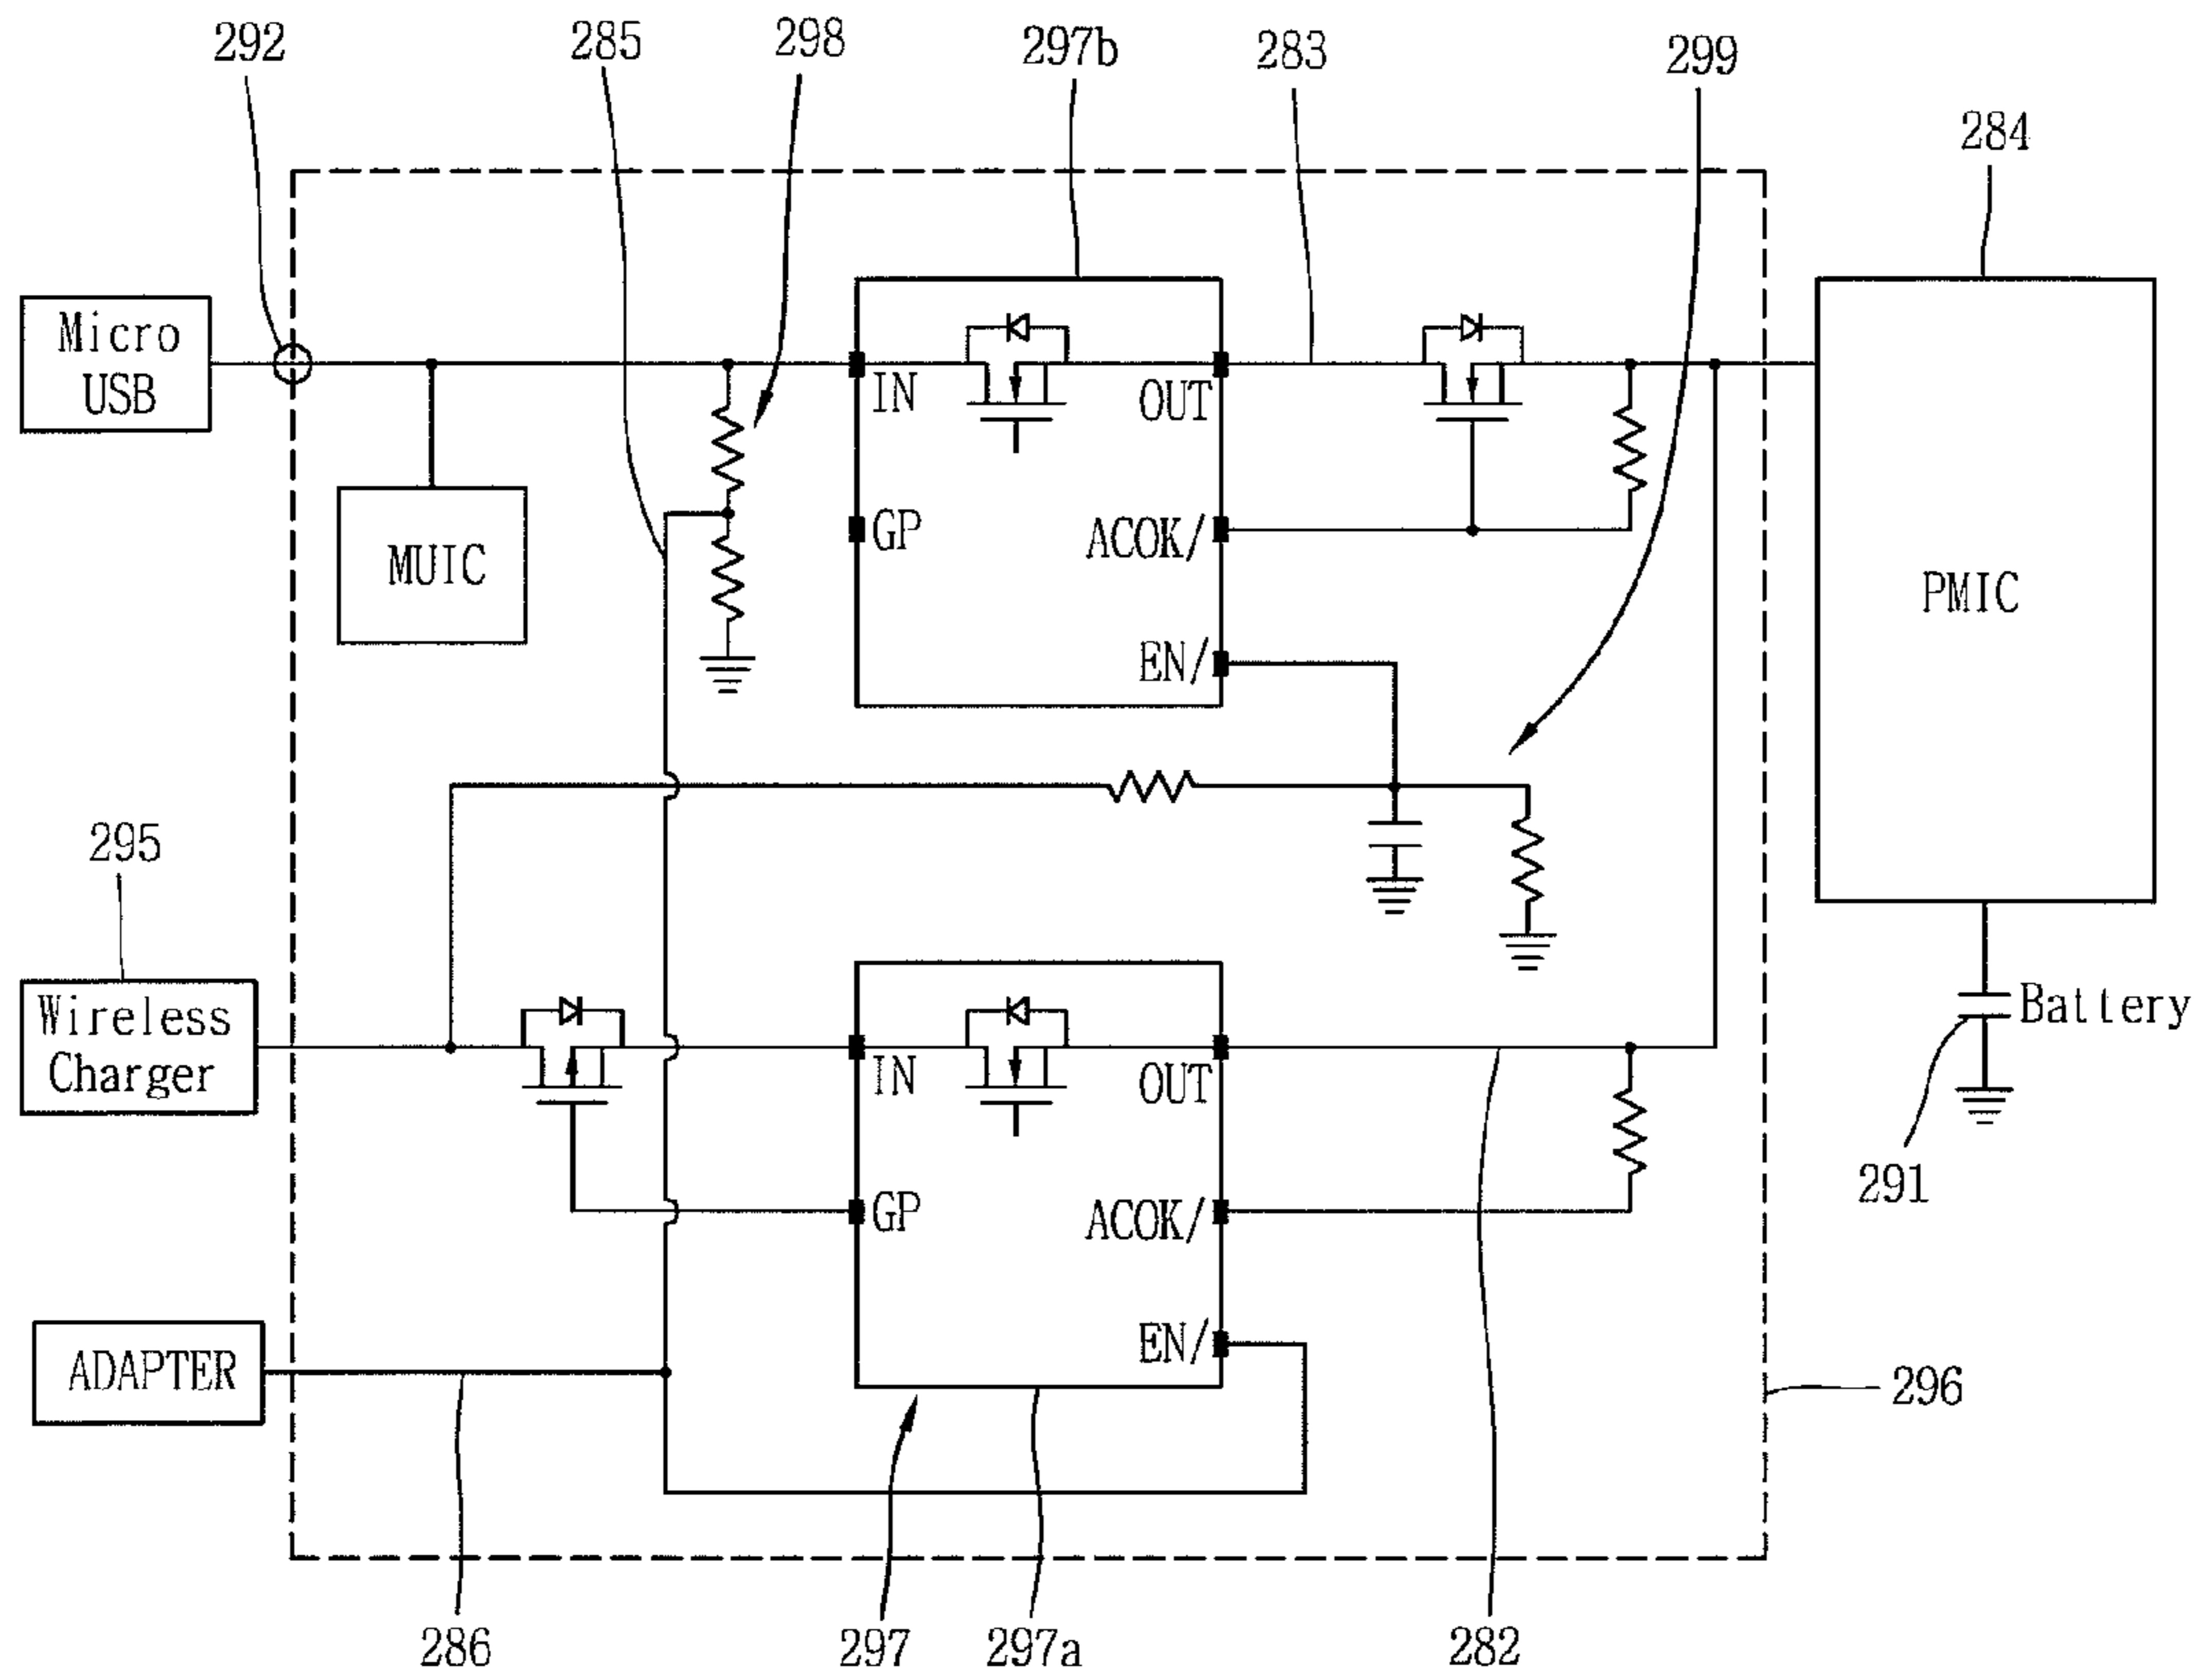 292
285
298
297b
283
299
284
Micro
USB
IN
OUT
GP
ACOK/
MUIC
EN/
PMIC
295
Wireless
Charger
IN
OUT
Battery
GP
ACOK/
291
EN/
ADAPTER
296
286
297
297a
282